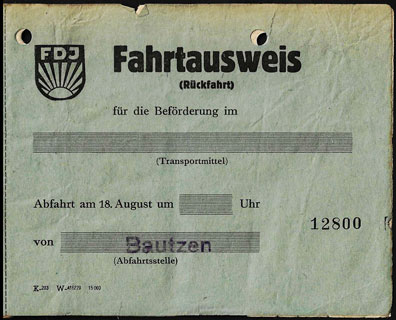 FDJ
Fahrtausweis
(Rückfahrt)
für die Beförderung im
(Transportmittel)
Abfahrt am 18. August um Uhr
12800
von Bautzen
(Abfahrtsstelle)